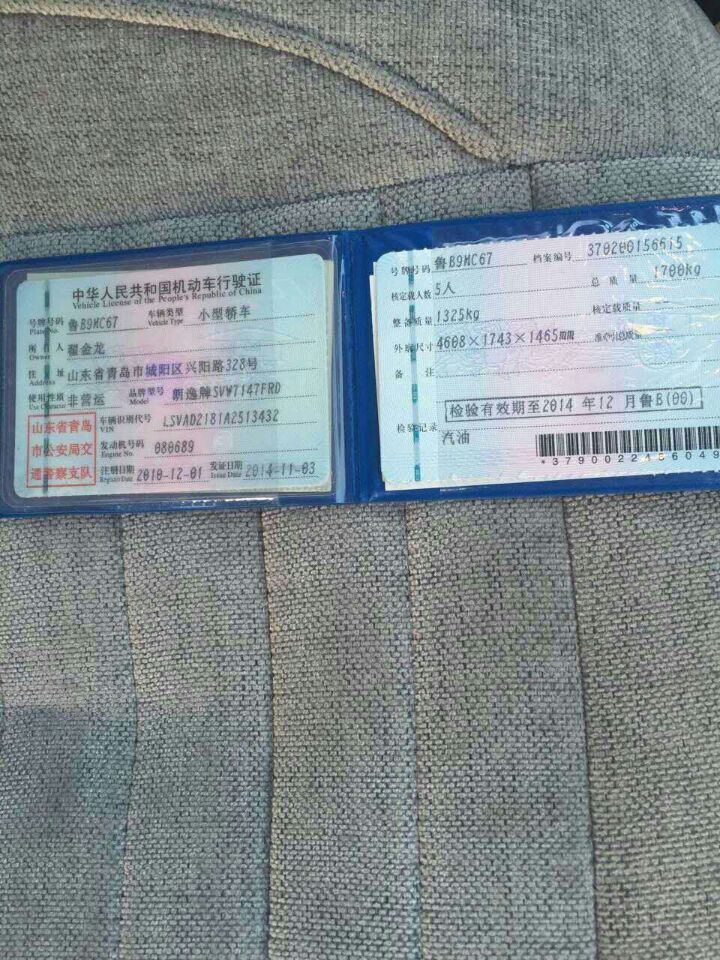 中华人民共和国机动车行驶证
Vehicle License of the People's Republic of China
号牌号码 鲁B9MC67 车辆类型 小型轿车
Plate No. Vehicle Type
所有人 翟金龙
Owner
住址 山东省青岛市城阳区兴阳路328号
Address
使用性质 非营运 品牌型号 朗逸牌SVW7147FRD
Use Character Model
山东省青岛
市公安局交
通警察支队
车辆识别代号 LSVAD2181A2513432
VIN
发动机号码 080689
Engine No.
注册日期 2010-12-01 发证日期 2014-11-03
Register Date Issue Date
号牌号码 鲁B9MC67 档案编号 370200156615
核定载人数 5人 总质量 1700kg
整备质量 1325kg 核定载质量
外廓尺寸 4608×1743×1465 准牵引总质量
备注
检验有效期至2014年12月鲁B(00)
检验记录
汽油